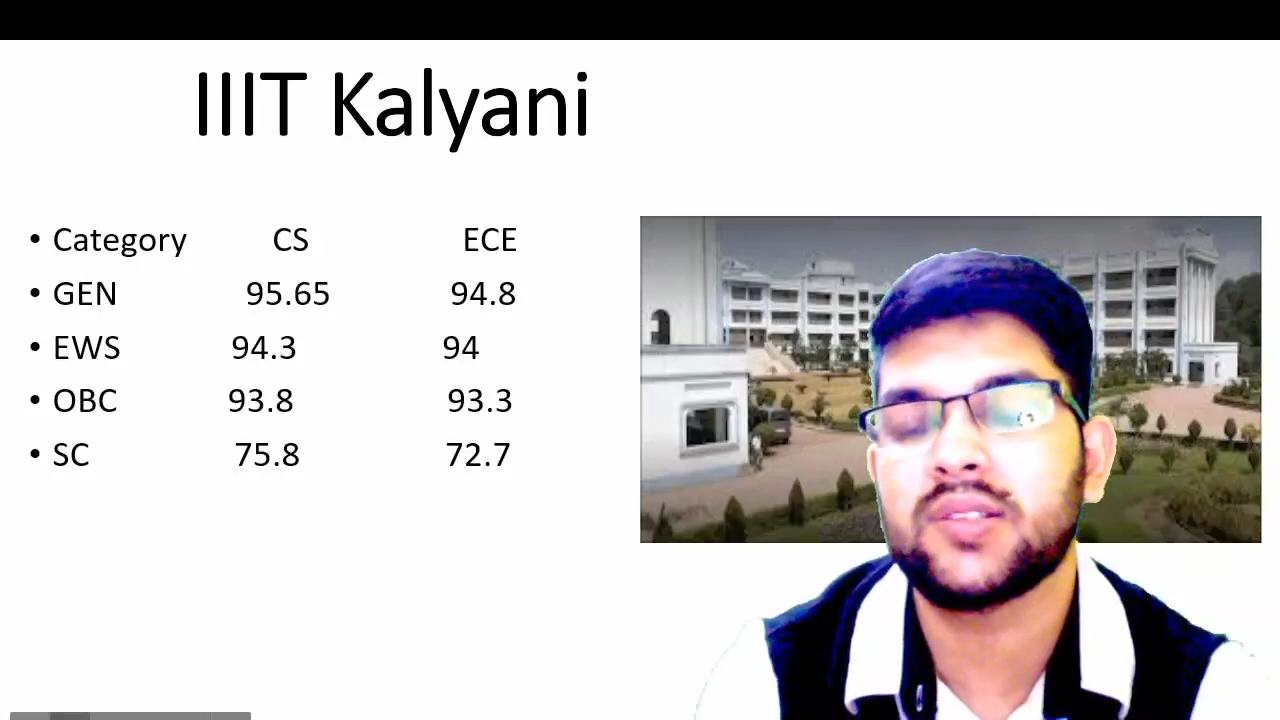 IIIT Kalyani
• Category CS ECE
• GEN 95.65 94.8
• EWS 94.3 94
• OBC 93.8 93.3
• SC 75.8 72.7